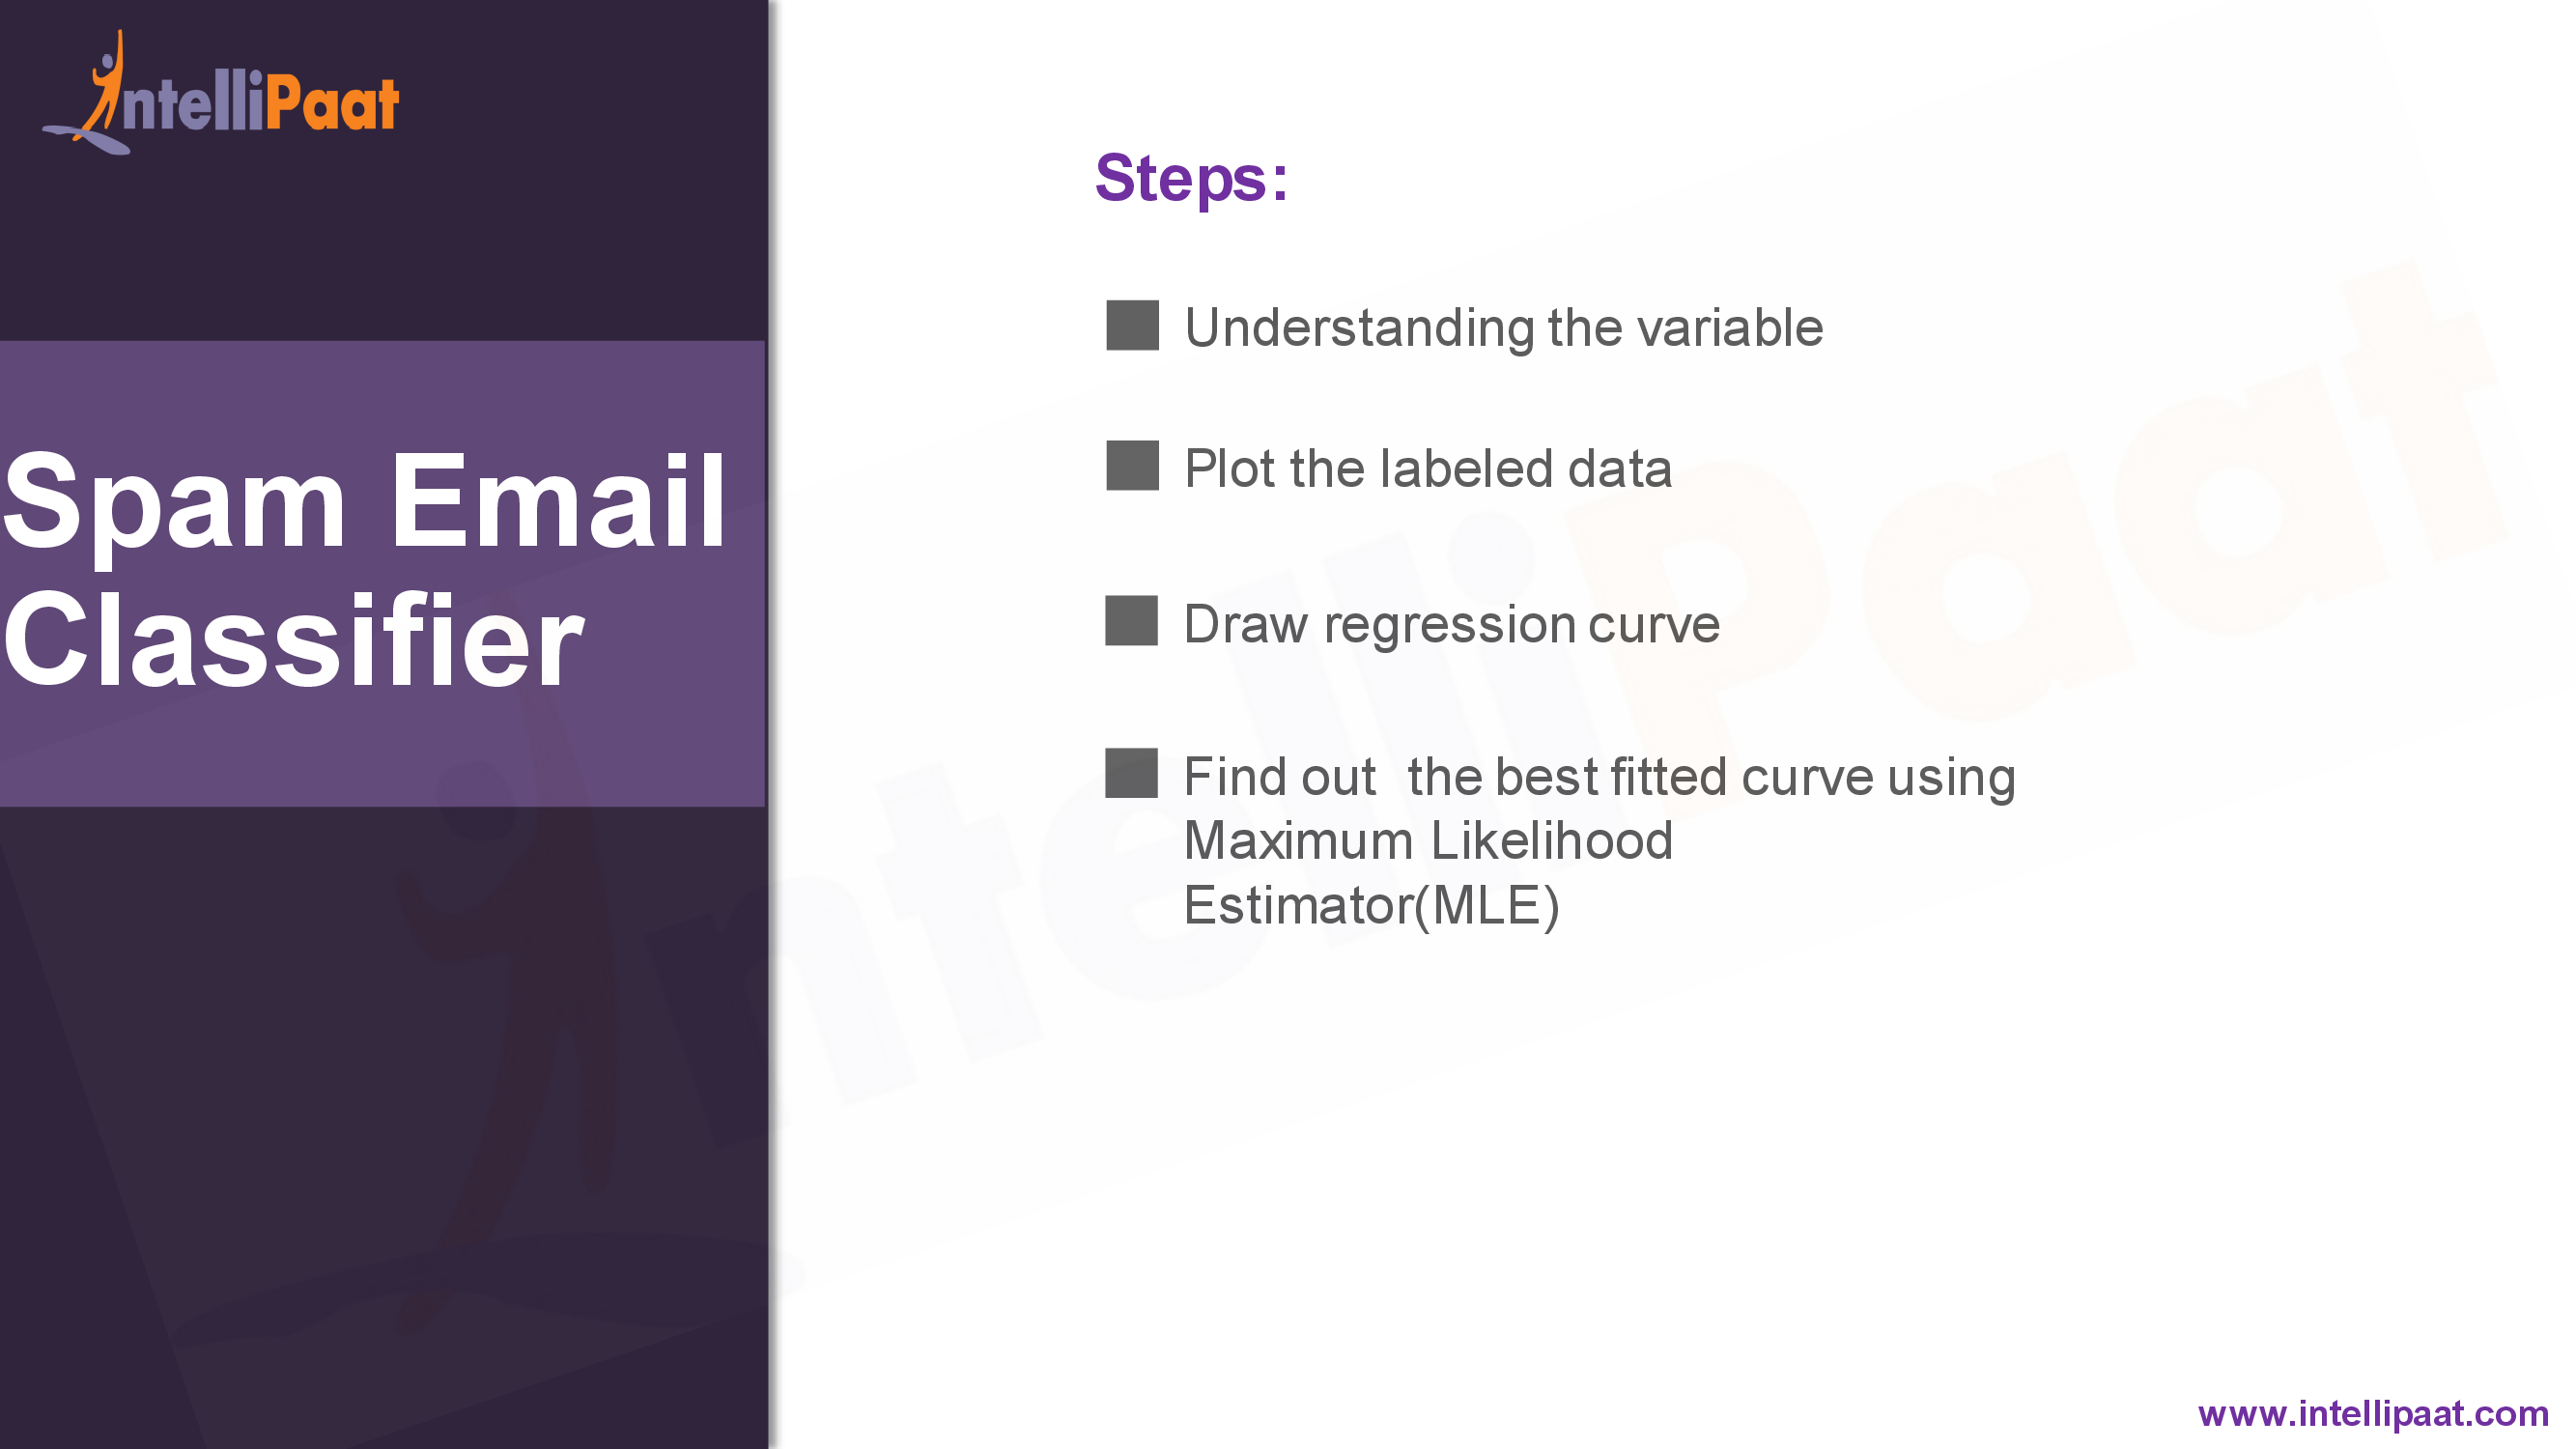 IntelliPaat
Spam Email
Classifier
Steps:
Understanding the variable
Plot the labeled data
Draw regression curve
Find out  the best fitted curve using
Maximum Likelihood
Estimator(MLE)
IntelliPaat
www.intellipaat.com